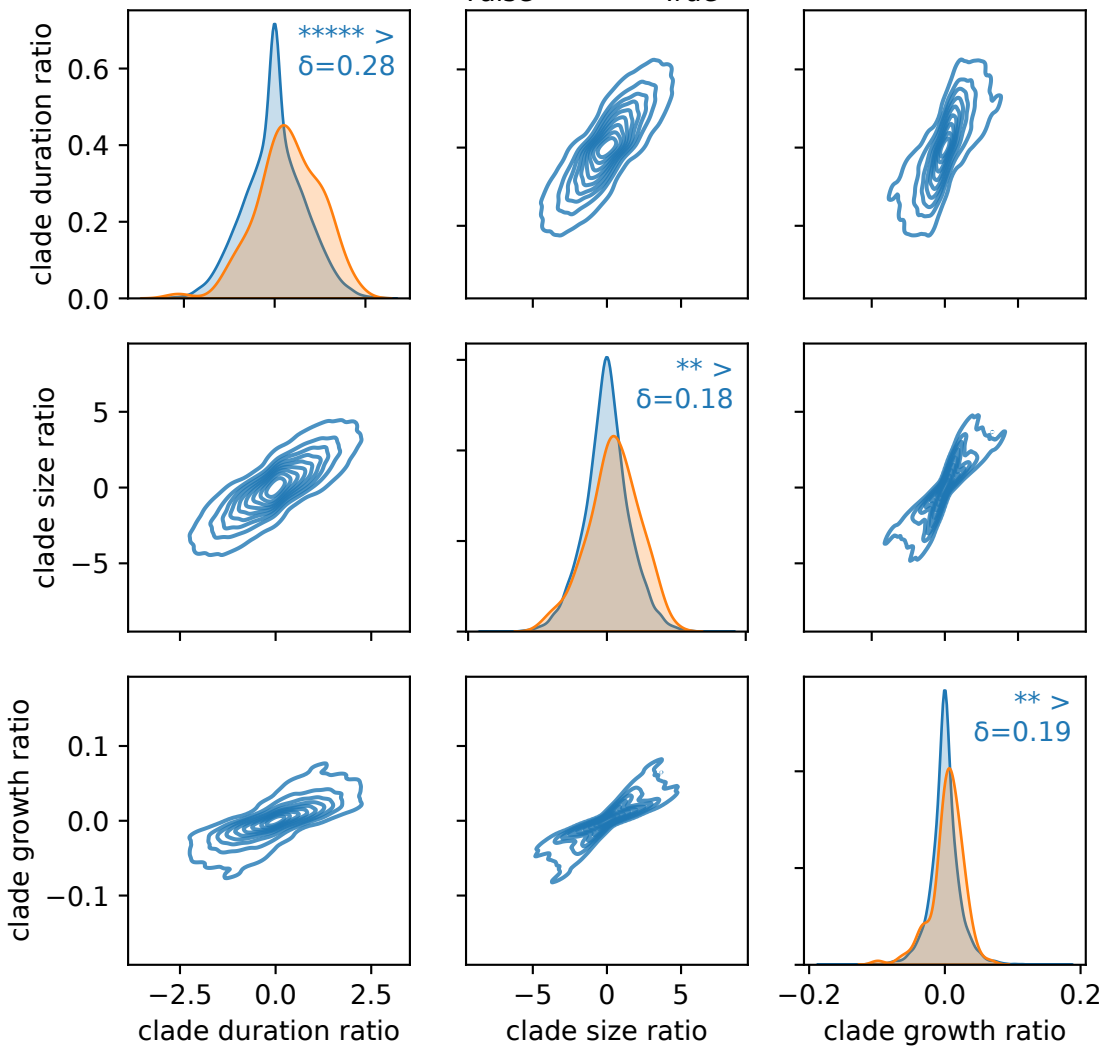 clade duration ratio
0.6
0.4
0.2
0.0
***** >
δ=0.28
clade size ratio
5
0
−5
** >
δ=0.18
clade growth ratio
0.1
0.0
−0.1
** >
δ=0.19
−2.5 0.0 2.5
−5 0 5
−0.2 0.0 0.2
clade duration ratio
clade size ratio
clade growth ratio